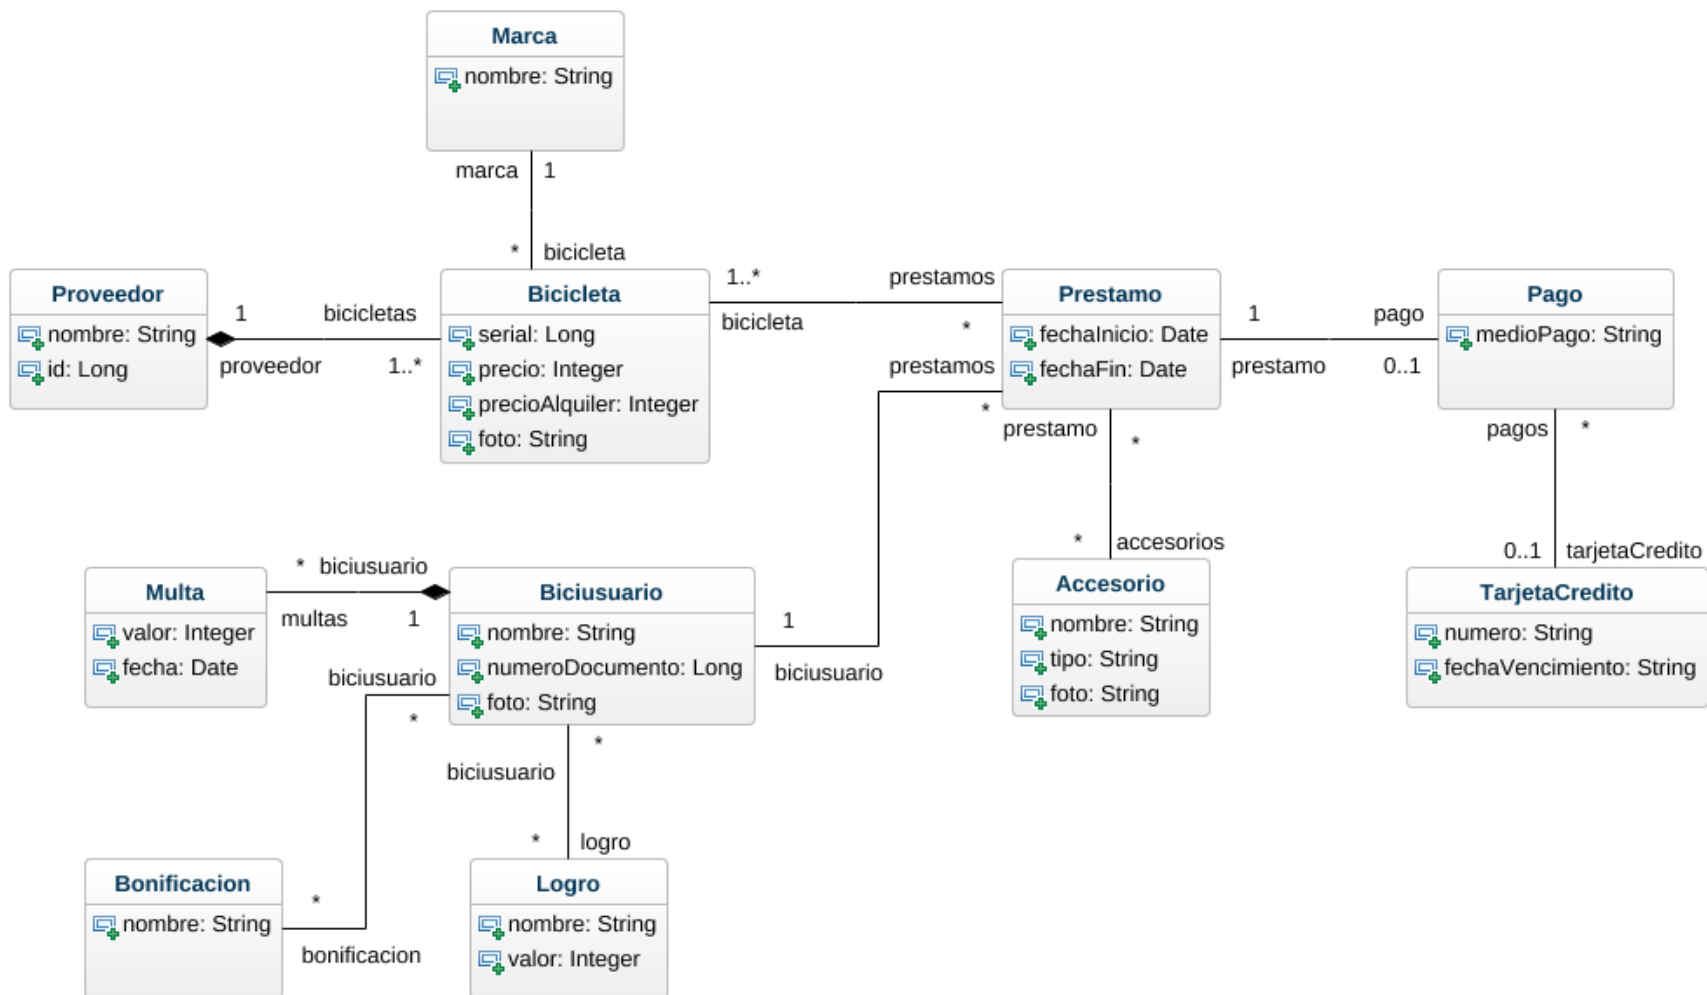 Marca
nombre: String
marca 1
* bicicleta
Proveedor
nombre: String
id: Long
1 bicicletas
proveedor 1..*
Bicicleta
serial: Long
precio: Integer
precioAlquiler: Integer
foto: String
1..* prestamos
bicicleta *
Prestamo
fechaInicio: Date
fechaFin: Date
1 pago
prestamo 0..1
Pago
medioPago: String
prestamos
*
prestamo *
pagos *
* accesorios
0..1 tarjetaCredito
Multa
valor: Integer
fecha: Date
* biciusuario
multas 1
Biciusuario
nombre: String
numeroDocumento: Long
foto: String
1
biciusuario
Accesorio
nombre: String
tipo: String
foto: String
TarjetaCredito
numero: String
fechaVencimiento: String
biciusuario
*
*
biciusuario
* logro
Bonificacion
nombre: String
*
bonificacion
Logro
nombre: String
valor: Integer